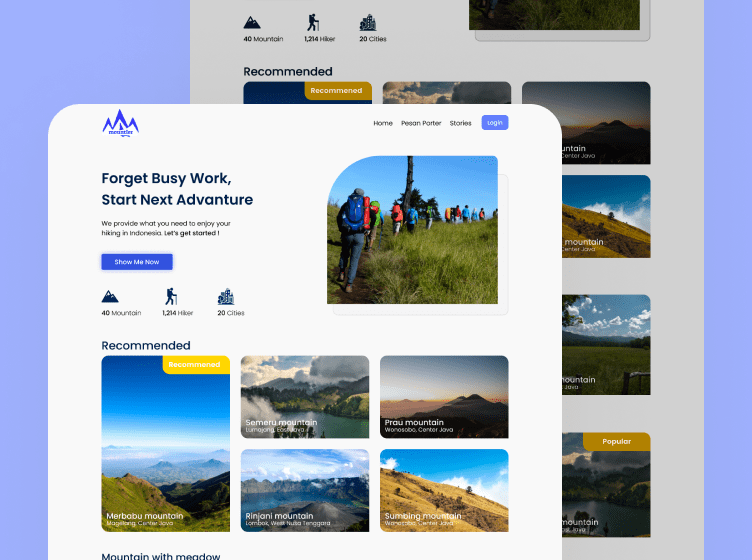 40 Mountain 1,214 Hiker 20 Cities
Recommended
Recommened
mountler
Home Pesan Porter Stories Login
Forget Busy Work,
Start Next Advanture
We provide what you need to enjoy your
hiking in Indonesia. Let's get started !
Show Me Now
40 Mountain 1,214 Hiker 20 Cities
Recommended
Recommened
Semeru mountain
Lumajang, East Java
Prau mountain
Wonosobo, Center Java
Merbabu mountain
Magelang, Center Java
Rinjani mountain
Lombok, West Nusa Tenggara
Sumbing mountain
Wonosobo, Center Java
Mountain with meadow
Center Java
mountain
Center Java
Java
Popular
mountain